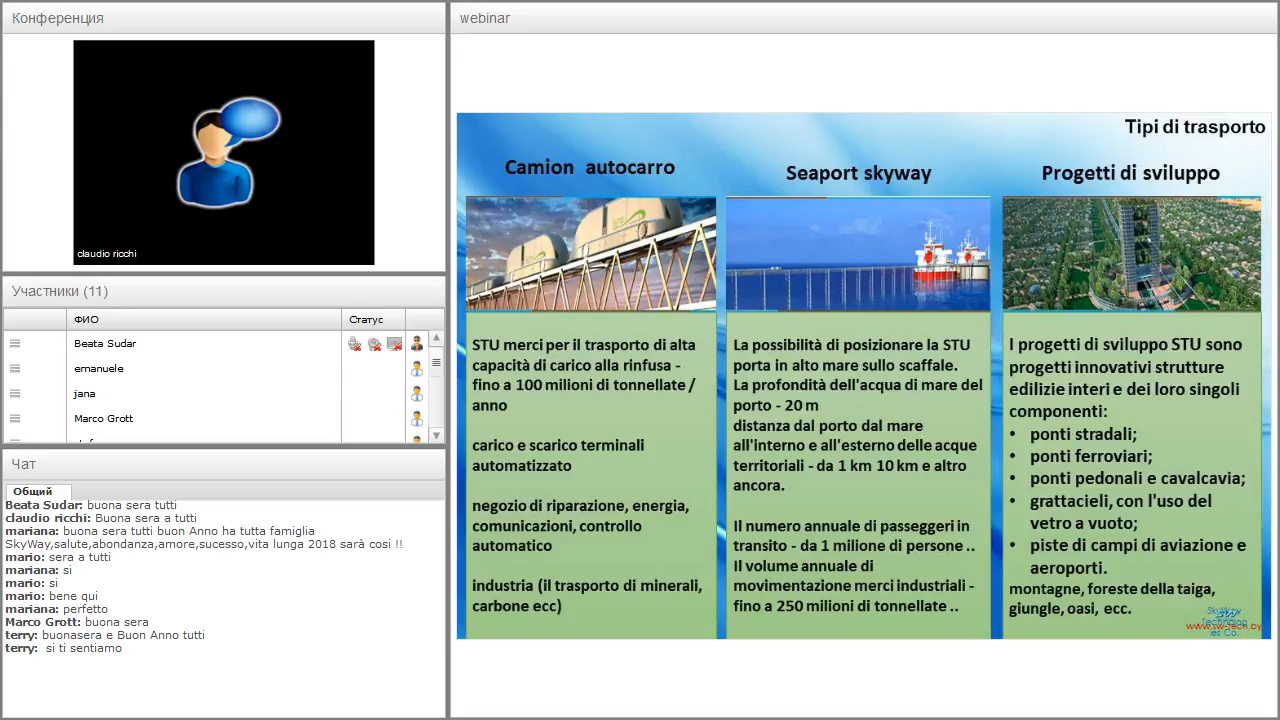 Конференция
claudio ricchi
Участники (11)
ФИО
Статус
Beata Sudar
emanuele
jana
Marco Grott
Чат
Общий
Beata Sudar: buona sera tutti
claudio ricchi: Buona sera a tutti
mariana: buona sera tutti buon Anno ha tutta famiglia
SkyWay,salute,abondanza,amore,sucesso,vita lunga 2018 sarà cosi !!
mario: sera a tutti
mariana: si
mario: si
mario: bene qui
mariana: perfetto
Marco Grott: buona sera
terry: buonasera e Buon Anno tutti
terry: si ti sentiamo
webinar
Tipi di trasporto
Camion autocarro
STU merci per il trasporto di alta
capacità di carico alla rinfusa -
fino a 100 milioni di tonnellate /
anno
carico e scarico terminali
automatizzato
negozio di riparazione, energia,
comunicazioni, controllo
automatico
industria (il trasporto di minerali,
carbone ecc)
Seaport skyway
La possibilità di posizionare la STU
porta in alto mare sullo scaffale.
La profondità dell'acqua di mare del
porto - 20 m
distanza dal porto dal mare
all'interno e all'esterno delle acque
territoriali - da 1 km 10 km e altro
ancora.
Il numero annuale di passeggeri in
transito - da 1 milione di persone ..
Il volume annuale di
movimentazione merci industriali -
fino a 250 milioni di tonnellate ..
Progetti di sviluppo
I progetti di sviluppo STU sono
progetti innovativi strutture
edilizie interi e dei loro singoli
componenti:
• ponti stradali;
• ponti ferroviari;
• ponti pedonali e cavalcavia;
• grattacieli, con l'uso del
vetro a vuoto;
• piste di campi di aviazione e
aeroporti.
montagne, foreste della taiga,
giungle, oasi, ecc.
SkyWay
Technolog
ies Co.
www.sw-tech.by